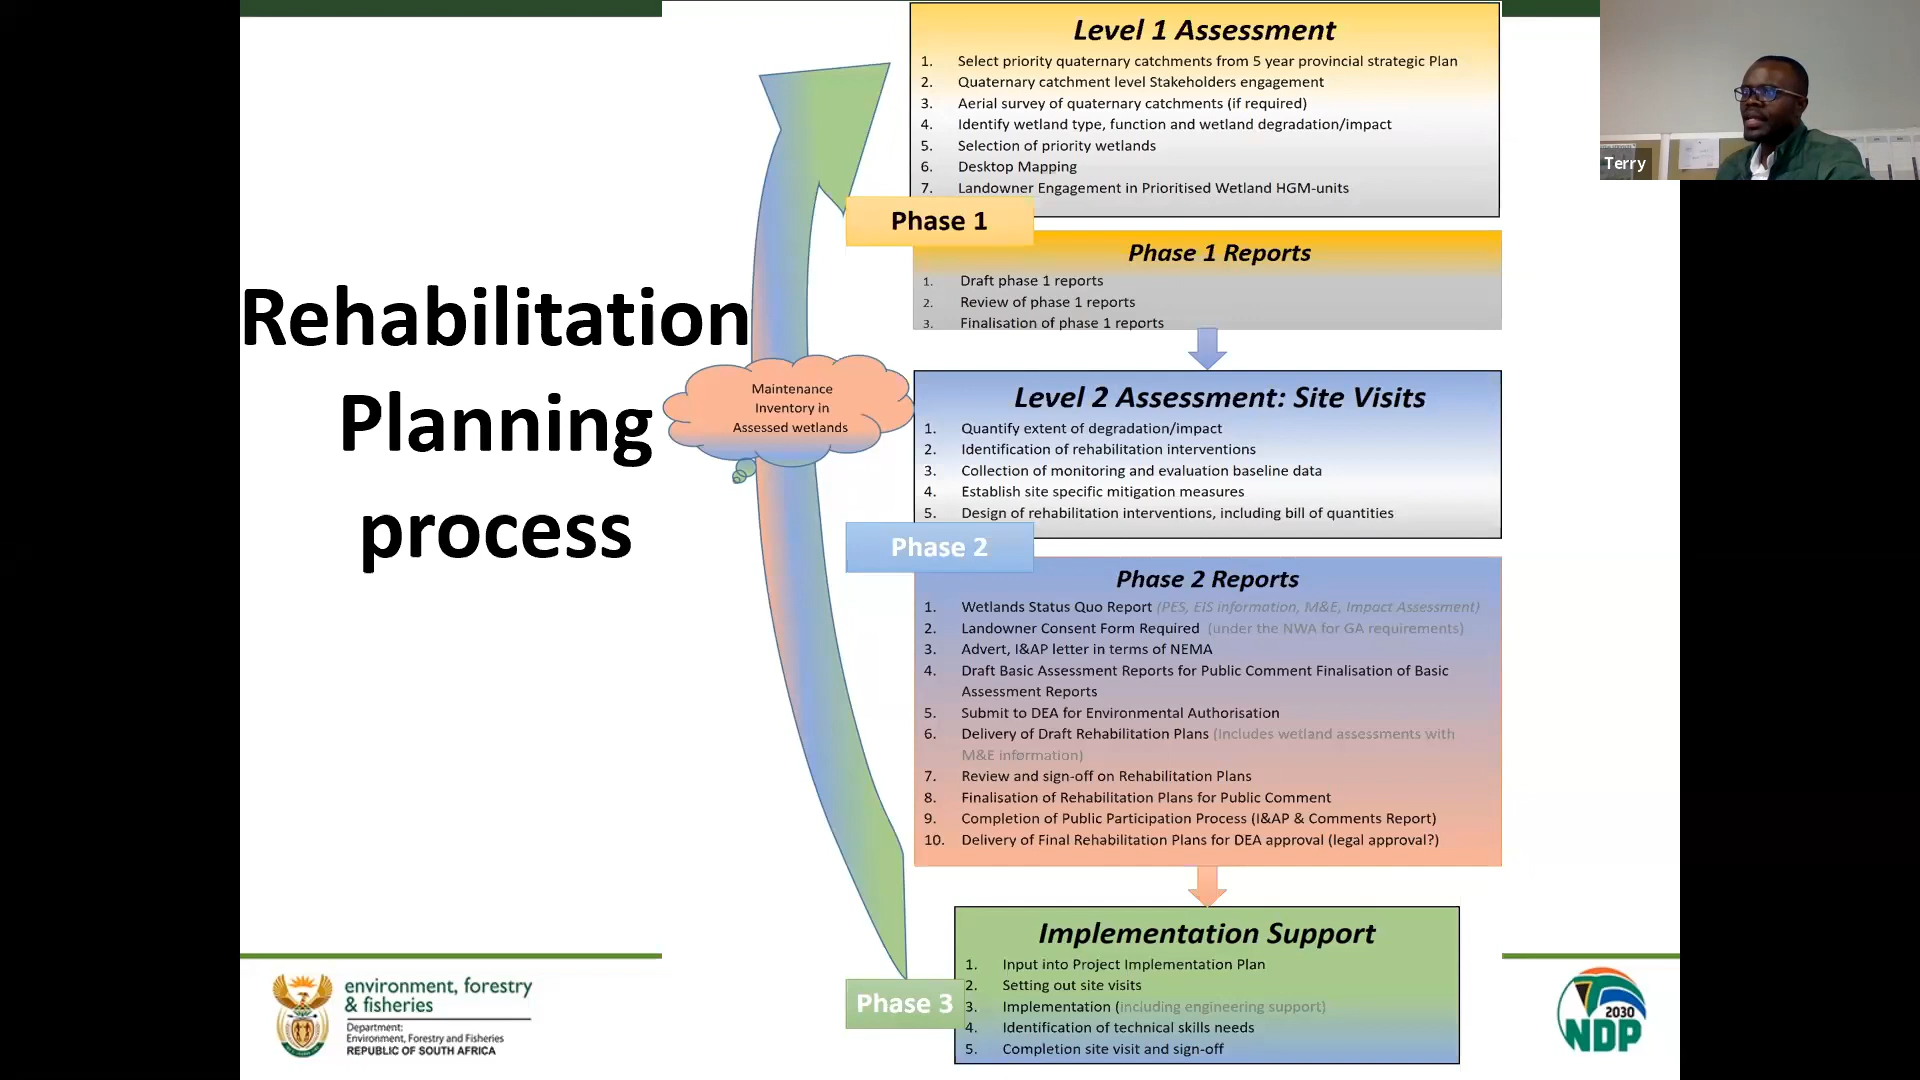 Rehabilitation
Planning
process
Level 1 Assessment
1. Select priority quaternary catchments from 5 year provincial strategic Plan
2. Quaternary catchment level Stakeholders engagement
3. Aerial survey of quaternary catchments (if required)
4. Identify wetland type, function and wetland degradation/impact
5. Selection of priority wetlands
6. Desktop Mapping
7. Landowner Engagement in Prioritised Wetland HGM-units
Phase 1
Phase 1 Reports
1. Draft phase 1 reports
2. Review of phase 1 reports
3. Finalisation of phase 1 reports
Maintenance
Inventory in
Assessed wetlands
Level 2 Assessment: Site Visits
1. Quantify extent of degradation/impact
2. Identification of rehabilitation interventions
3. Collection of monitoring and evaluation baseline data
4. Establish site specific mitigation measures
5. Design of rehabilitation interventions, including bill of quantities
Phase 2
Phase 2 Reports
1. Wetlands Status Quo Report (PES, EIS information, M&E, Impact Assessment)
2. Landowner Consent Form Required (under the NWA for GA requirements)
3. Advert, I&AP letter in terms of NEMA
4. Draft Basic Assessment Reports for Public Comment Finalisation of Basic
Assessment Reports
5. Submit to DEA for Environmental Authorisation
6. Delivery of Draft Rehabilitation Plans (Includes wetland assessments with
M&E information)
7. Review and sign-off on Rehabilitation Plans
8. Finalisation of Rehabilitation Plans for Public Comment
9. Completion of Public Participation Process (I&AP & Comments Report)
10. Delivery of Final Rehabilitation Plans for DEA approval (legal approval?)
Implementation Support
1. Input into Project Implementation Plan
2. Setting out site visits
Phase 3
3. Implementation (including engineering support)
4. Identification of technical skills needs
5. Completion site visit and sign-off
environment, forestry
& fisheries
Department:
Environment, Forestry and Fisheries
REPUBLIC OF SOUTH AFRICA
2030
NDP
Terry